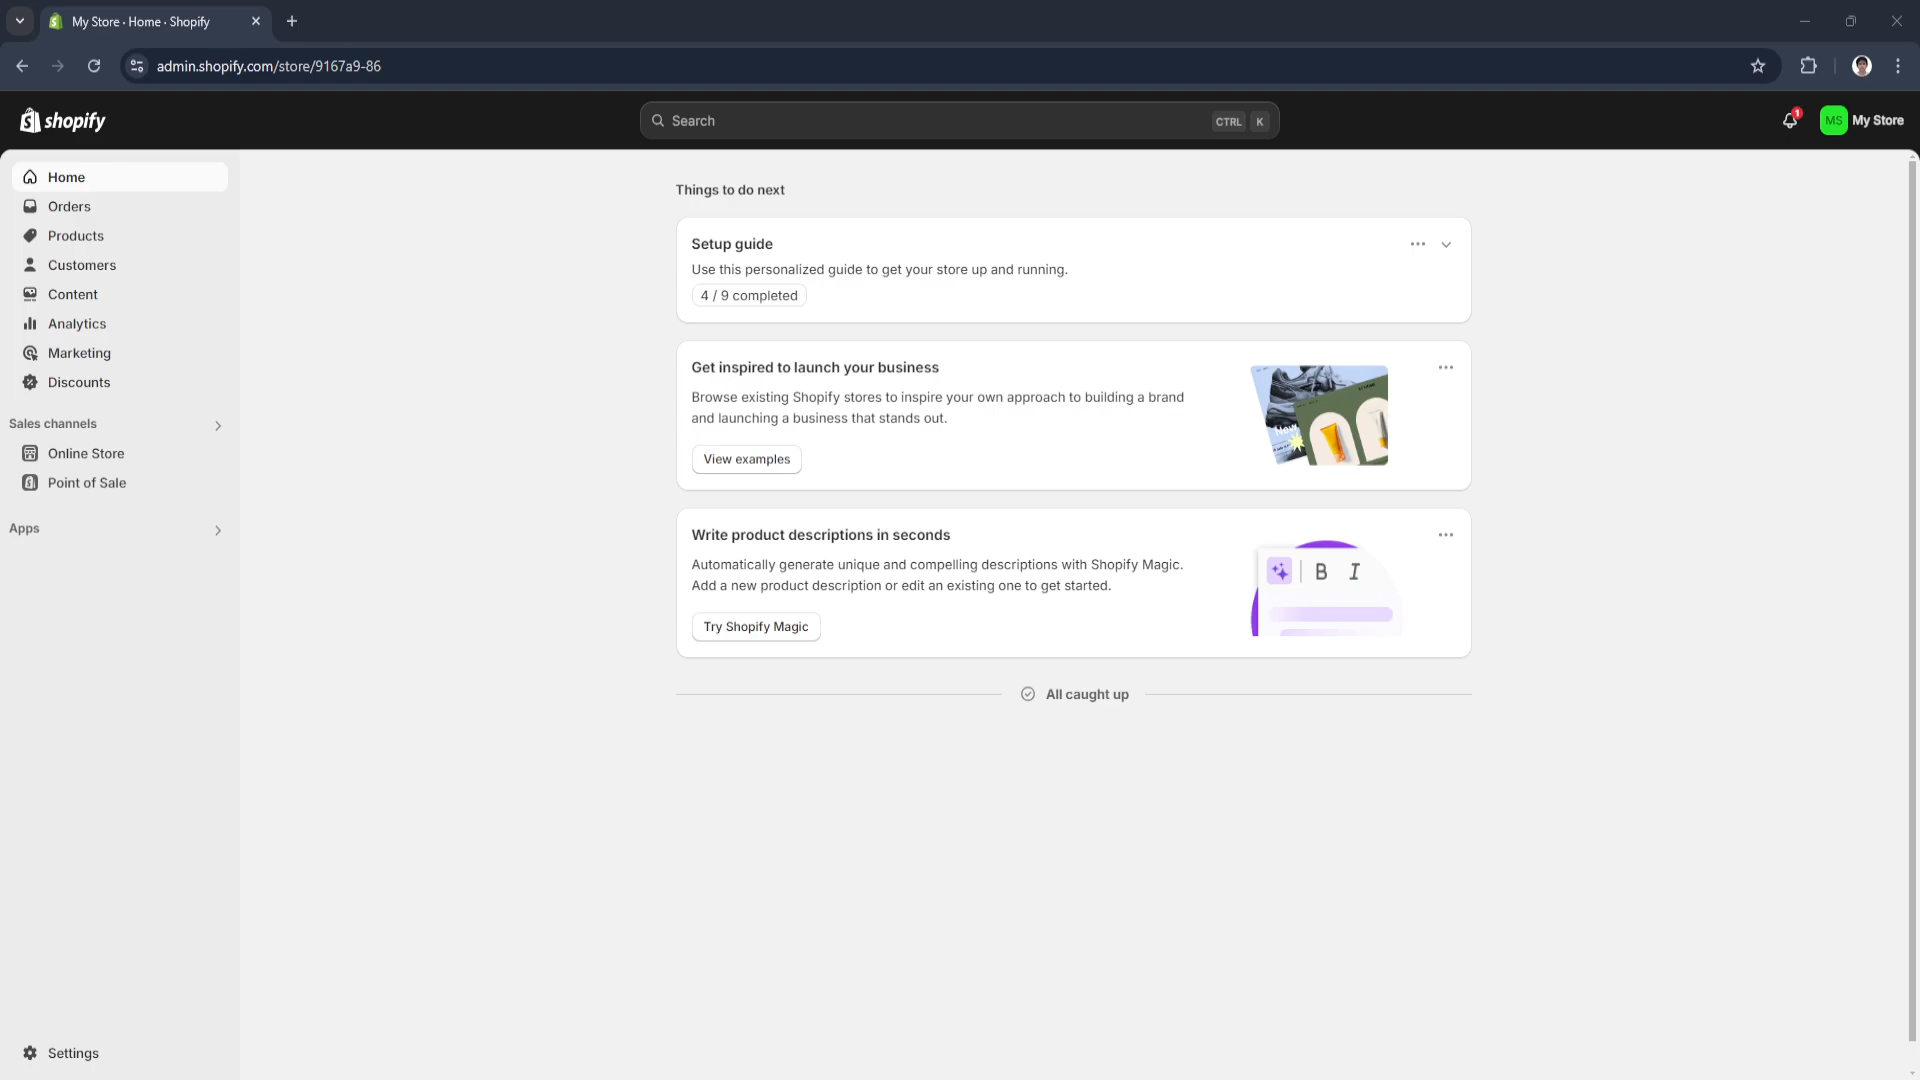 My Store · Home · Shopify
admin.shopify.com/store/9167a9-86
shopify
Search
CTRL K
1
MS My Store
Home
Orders
Products
Customers
Content
Analytics
Marketing
Discounts
Sales channels
Online Store
Point of Sale
Apps
Settings
Things to do next
Setup guide
Use this personalized guide to get your store up and running.
4 / 9 completed
Get inspired to launch your business
Browse existing Shopify stores to inspire your own approach to building a brand
and launching a business that stands out.
View examples
New
Write product descriptions in seconds
Automatically generate unique and compelling descriptions with Shopify Magic.
Add a new product description or edit an existing one to get started.
Try Shopify Magic
B I
All caught up